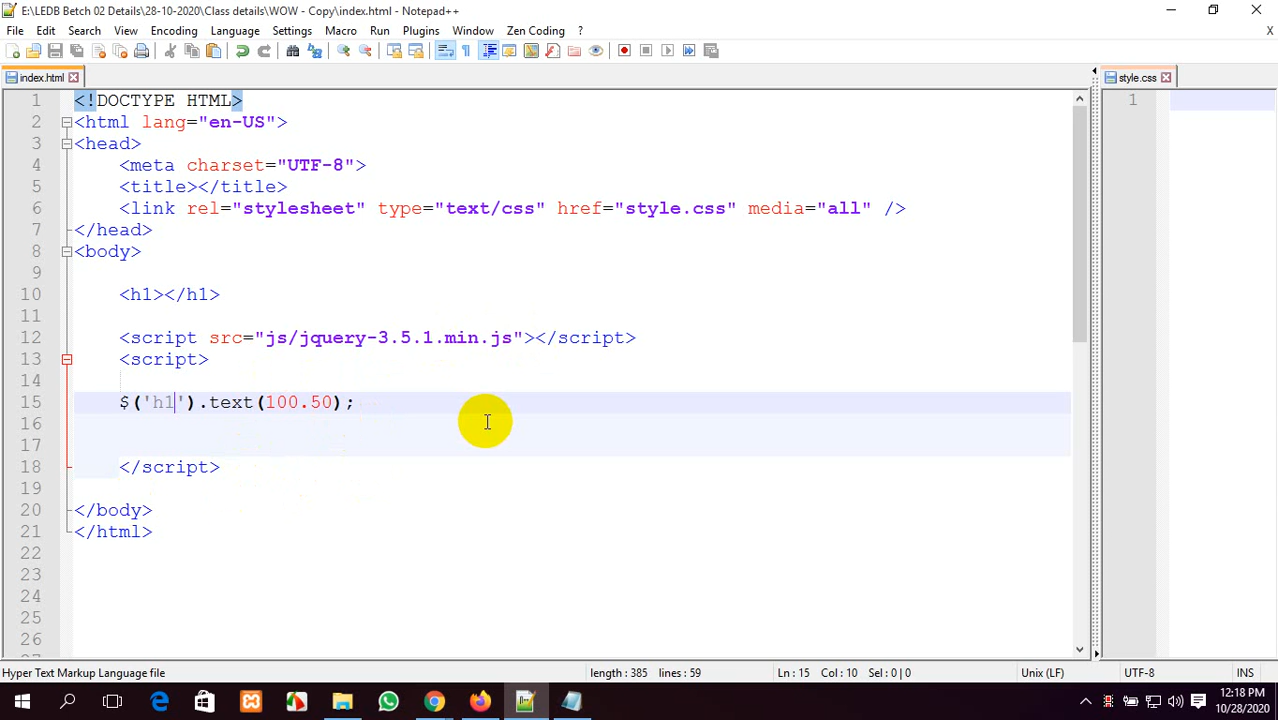 E:\LEDB Betch 02 Details\28-10-2020\Class details\WOW - Copy\index.html - Notepad++
File Edit Search View Encoding Language Settings Macro Run Plugins Window Zen Coding ? X
index.html style.css
1 <!DOCTYPE HTML> 1
2 <html lang="en-US">
3 <head>
4 <meta charset="UTF-8">
5 <title></title>
6 <link rel="stylesheet" type="text/css" href="style.css" media="all" />
7 </head>
8 <body>
9
10 <h1></h1>
11
12 <script src="js/jquery-3.5.1.min.js"></script>
13 <script>
14
15 $('h1').text(100.50);
16
17
18 </script>
19
20 </body>
21 </html>
22
23
24
25
26
Hyper Text Markup Language file length : 385 lines : 59 Ln : 15 Col : 10 Sel : 0 | 0 Unix (LF) UTF-8 INS
12:18 PM
10/28/2020